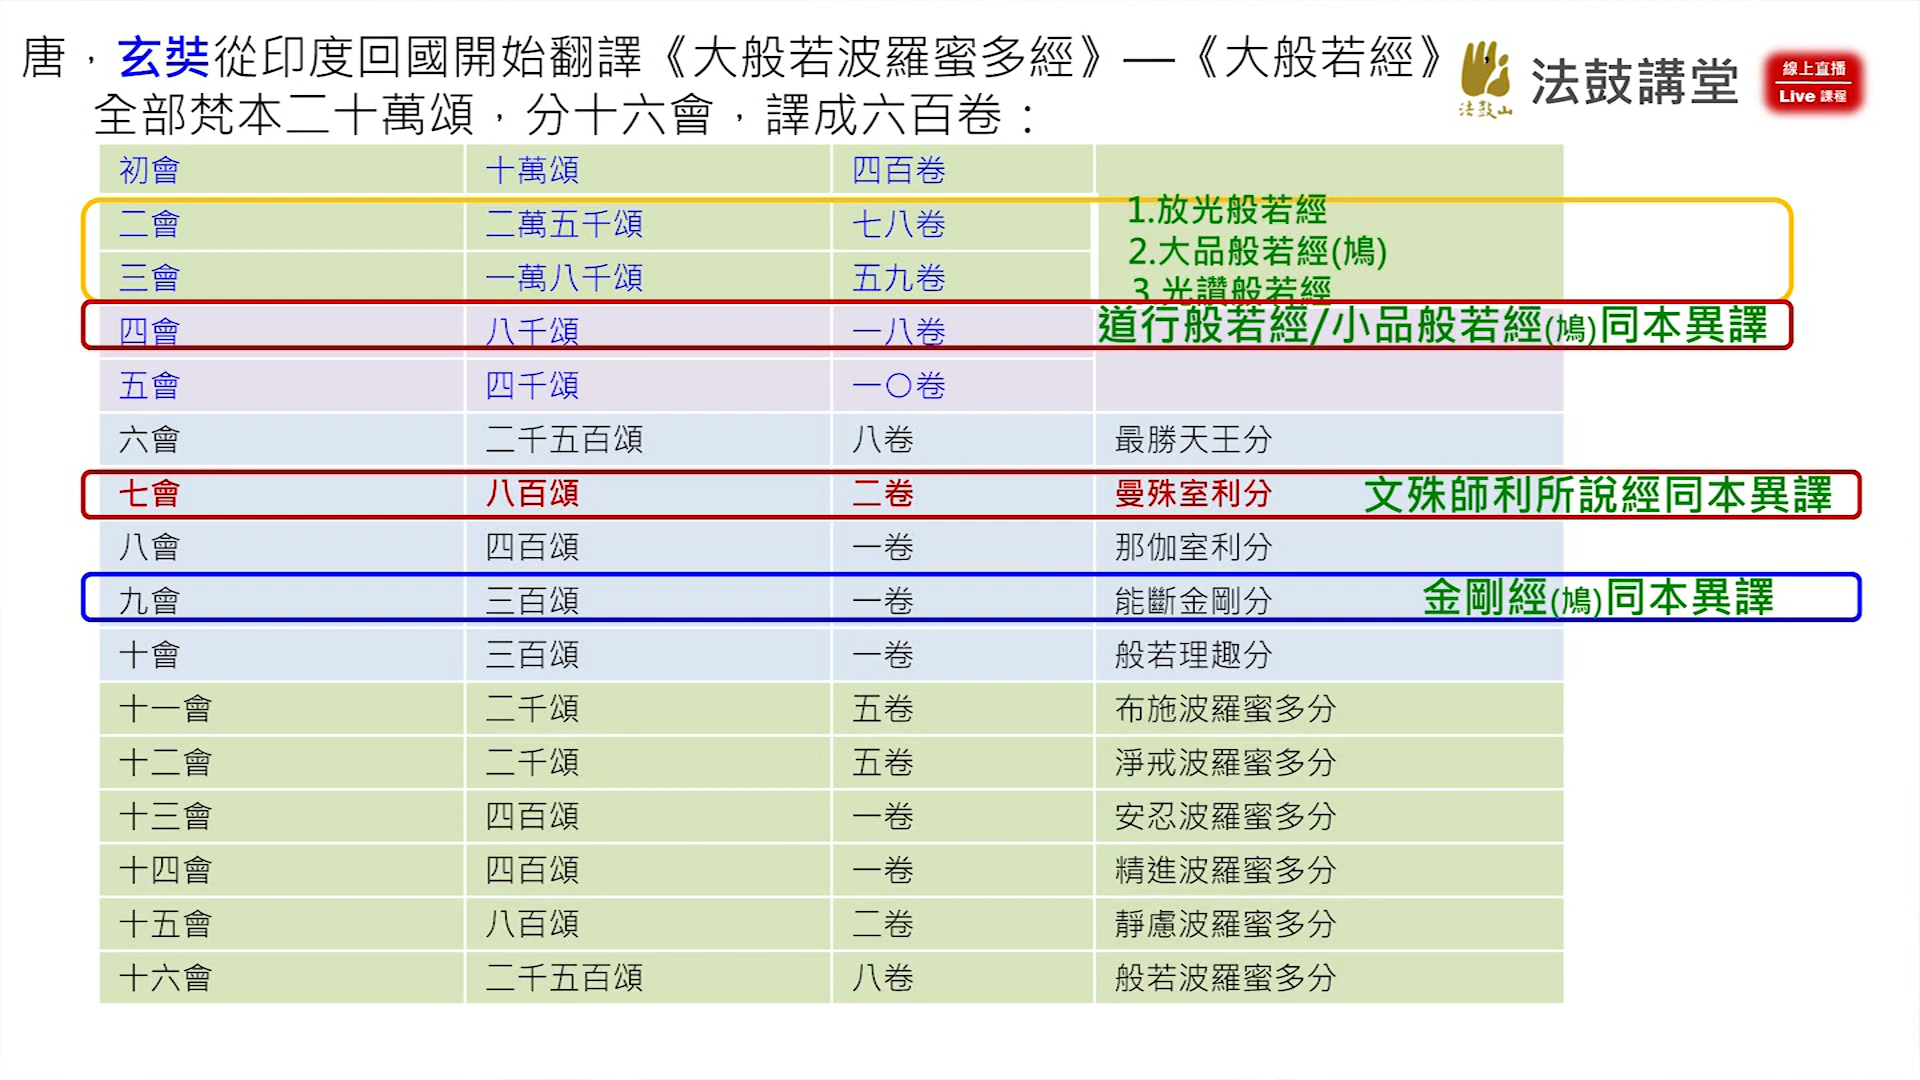 唐，玄奘從印度回國開始翻譯《大般若波羅蜜多經》—《大般若經》
全部梵本二十萬頌，分十六會，譯成六百卷：
法鼓山
法鼓講堂
線上直播
Live 課程
初會 十萬頌 四百卷
二會 二萬五千頌 七八卷
三會 一萬八千頌 五九卷
1.放光般若經
2.大品般若經(鳩)
3.光讚般若經
四會 八千頌 一八卷 道行般若經/小品般若經(鳩)同本異譯
五會 四千頌 一〇卷
六會 二千五百頌 八卷 最勝天王分
七會 八百頌 二卷 曼殊室利分 文殊師利所說經同本異譯
八會 四百頌 一卷 那伽室利分
九會 三百頌 一卷 能斷金剛分 金剛經(鳩)同本異譯
十會 三百頌 一卷 般若理趣分
十一會 二千頌 五卷 布施波羅蜜多分
十二會 二千頌 五卷 淨戒波羅蜜多分
十三會 四百頌 一卷 安忍波羅蜜多分
十四會 四百頌 一卷 精進波羅蜜多分
十五會 八百頌 二卷 靜慮波羅蜜多分
十六會 二千五百頌 八卷 般若波羅蜜多分